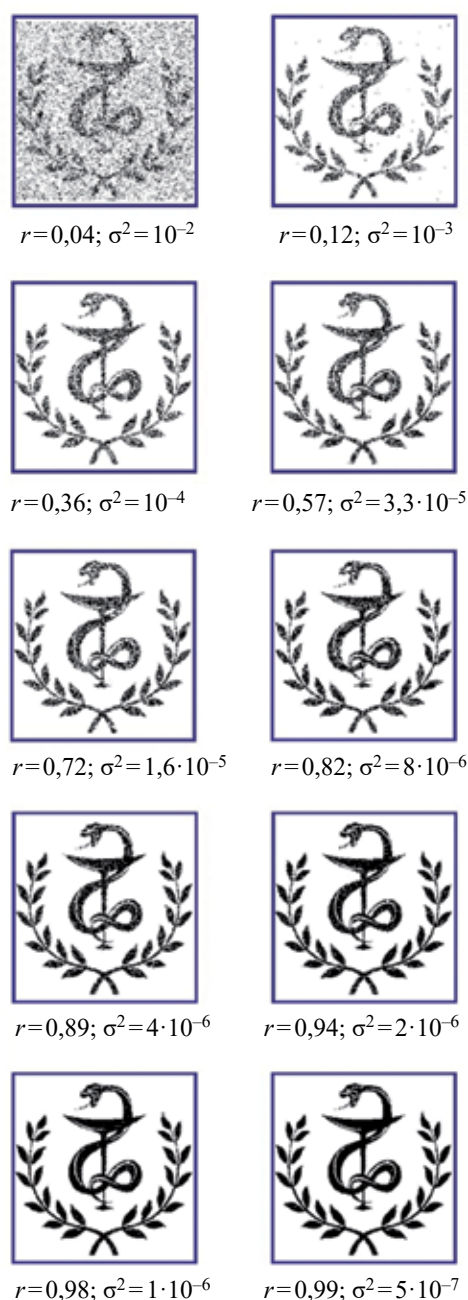 r=0,04; σ²=10⁻² r=0,12; σ²=10⁻³
r=0,36; σ²=10⁻⁴ r=0,57; σ²=3,3·10⁻⁵
r=0,72; σ²=1,6·10⁻⁵ r=0,82; σ²=8·10⁻⁶
r=0,89; σ²=4·10⁻⁶ r=0,94; σ²=2·10⁻⁶
r=0,98; σ²=1·10⁻⁶ r=0,99; σ²=5·10⁻⁷